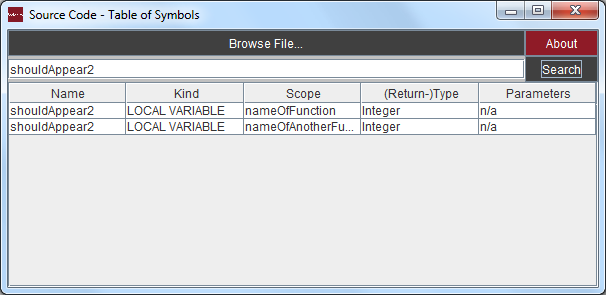 Source Code - Table of Symbols
Browse File... About
shouldAppear2 Search
Name Kind Scope (Return-)Type Parameters
shouldAppear2 LOCAL VARIABLE nameOfFunction Integer n/a
shouldAppear2 LOCAL VARIABLE nameOfAnotherFu... Integer n/a